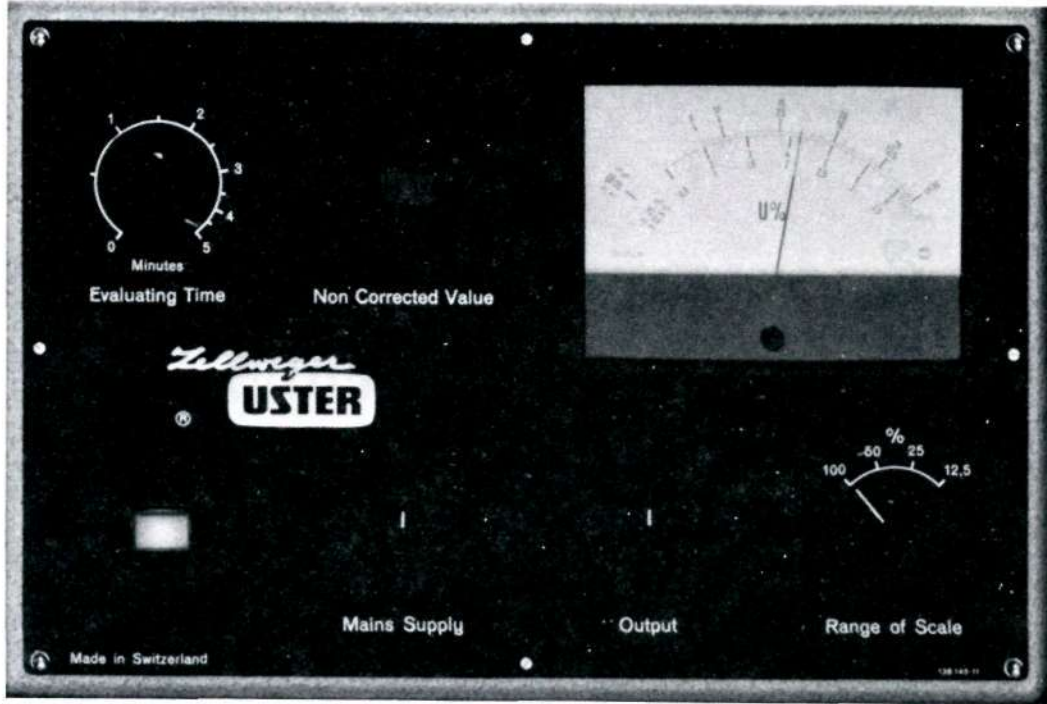 1
2
3
4
0
5
Minutes
Evaluating Time
Non Corrected Value
U%
Zellweger
USTER
®
%
100 50 25 12,5
Mains Supply
Output
Range of Scale
Made in Switzerland